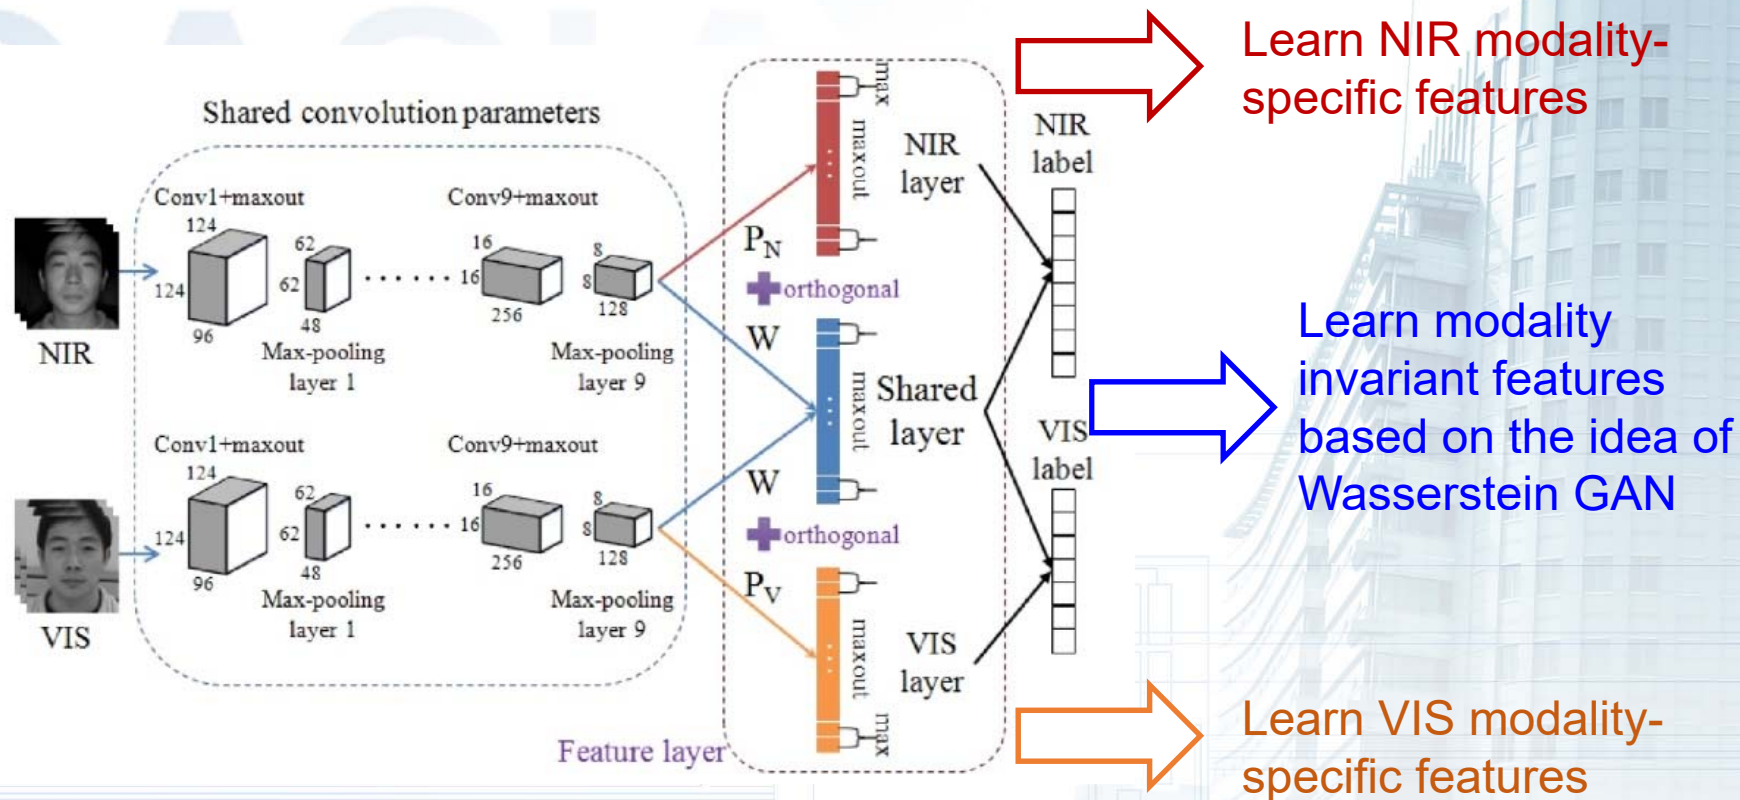 Shared convolution parameters
Conv1+maxout
124
124
96
62
62
48
Max-pooling
layer 1
Conv9+maxout
16
16
256
8
8
128
Max-pooling
layer 9
NIR
Conv1+maxout
124
124
96
62
62
48
Max-pooling
layer 1
Conv9+maxout
16
16
256
8
8
128
Max-pooling
layer 9
VIS
P_N
orthogonal
W
W
orthogonal
P_V
max
maxout
NIR
layer
maxout
Shared
layer
maxout
max
VIS
layer
Feature layer
NIR
label
VIS
label
Learn NIR modality-
specific features
Learn modality
invariant features
based on the idea of
Wasserstein GAN
Learn VIS modality-
specific features